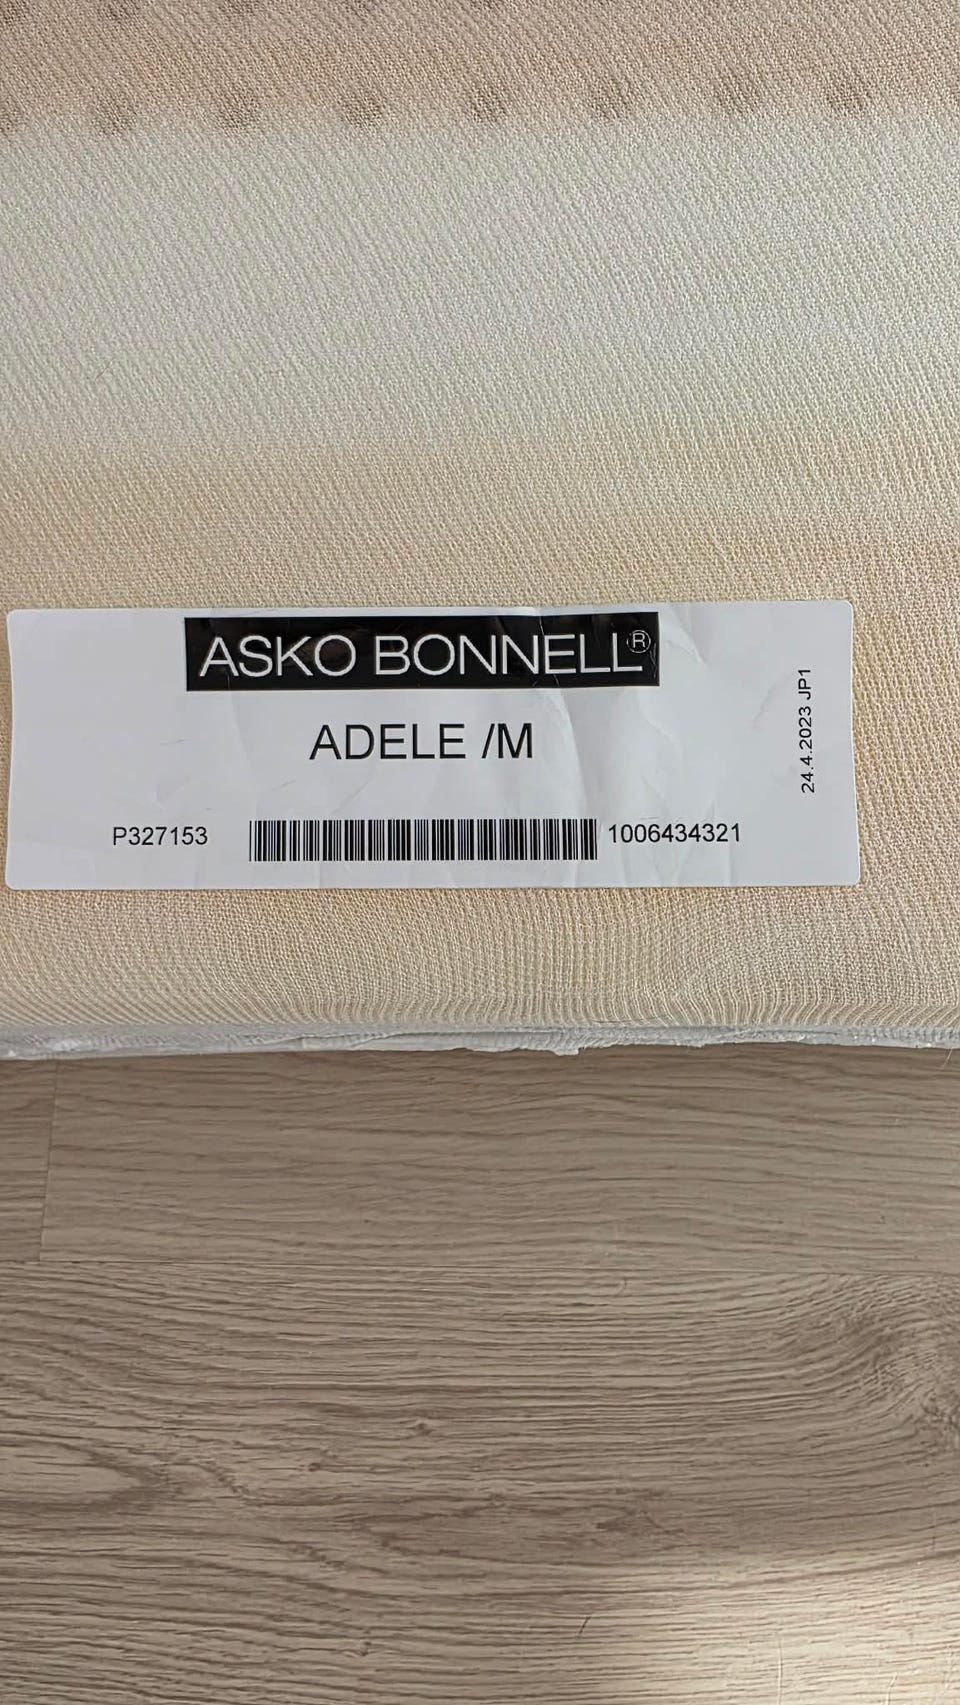 ASKO BONNELL®
ADELE /M
P327153 1006434321
24.4.2023 JP1